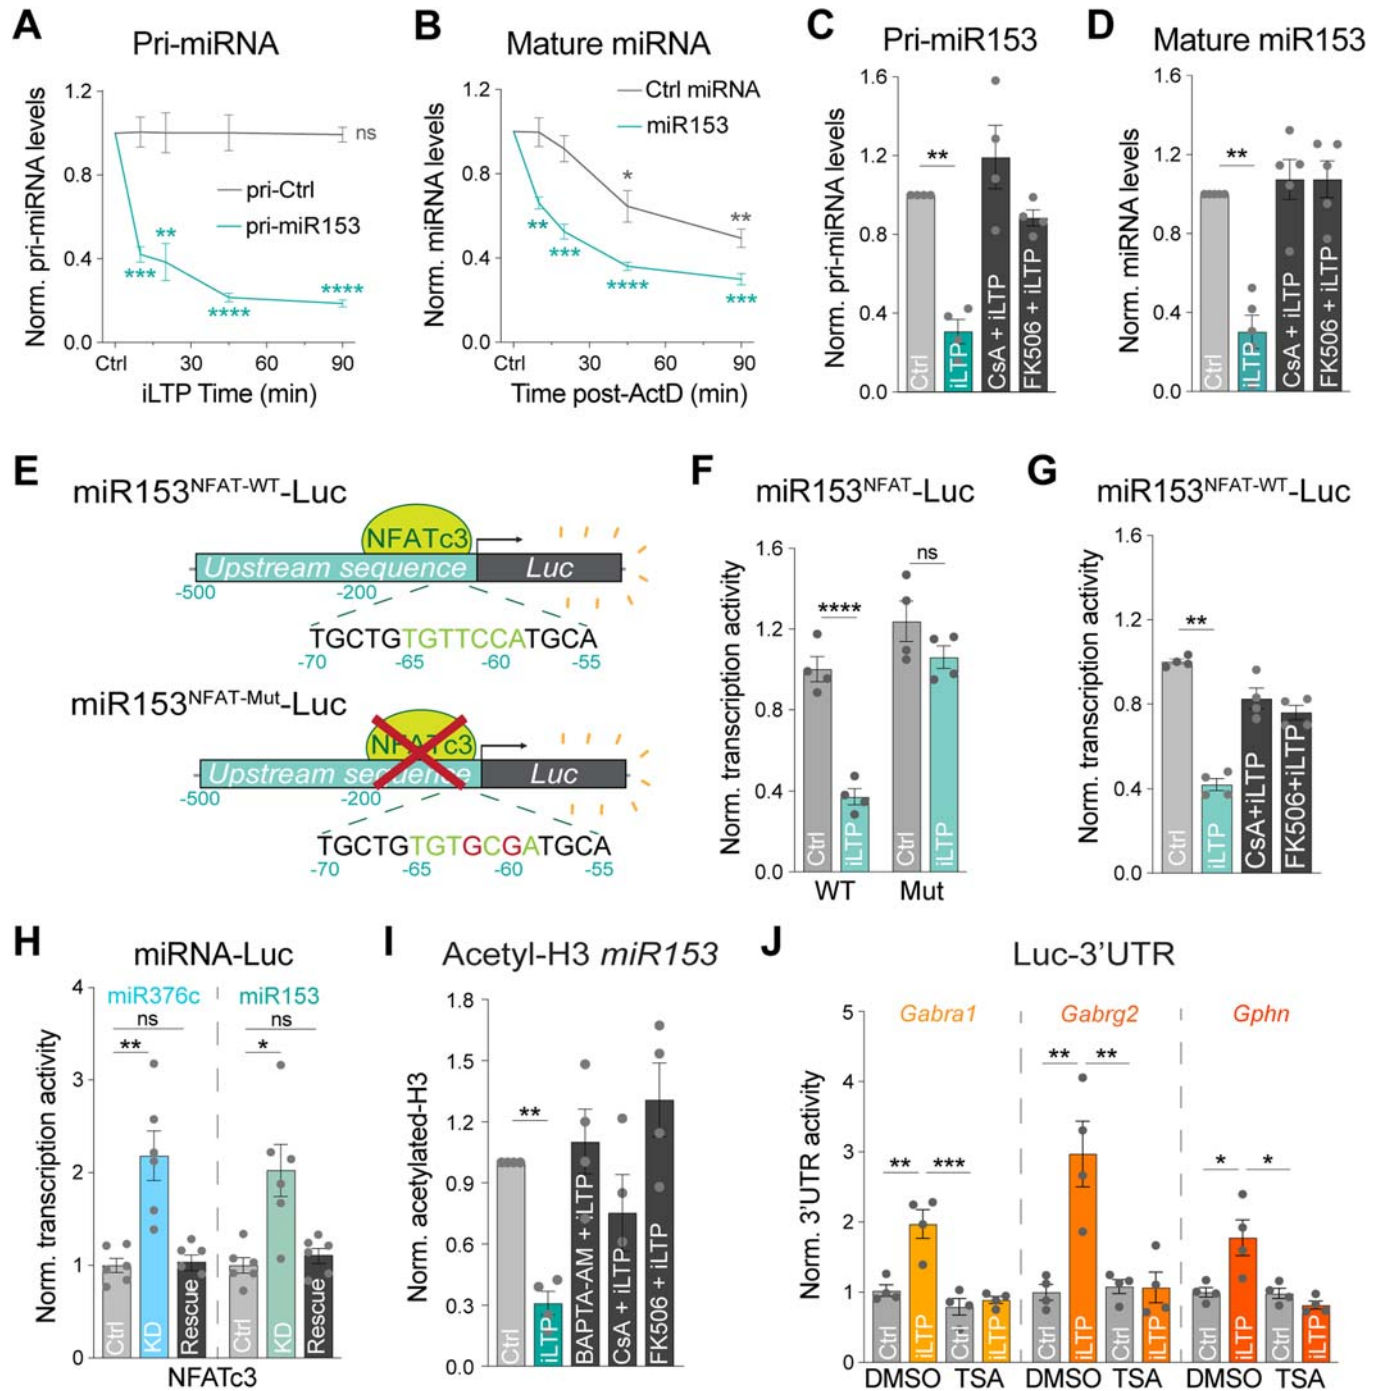 A
Pri-miRNA
Norm. pri-miRNA levels
1.2
0.8
0.4
0.0
ns
pri-Ctrl
pri-miR153
**
***
****
****
Ctrl
30
60
90
iLTP Time (min)
B
Mature miRNA
Norm. miRNA levels
1.2
0.8
0.4
0.0
Ctrl miRNA
miR153
*
**
**
***
****
***
Ctrl
30
60
90
Time post-ActD (min)
C
Pri-miR153
Norm. pri-miRNA levels
1.6
1.2
0.8
0.4
0.0
**
Ctrl
iLTP
CsA + iLTP
FK506 + iLTP
D
Mature miR153
Norm. miRNA levels
1.6
1.2
0.8
0.4
0.0
**
Ctrl
iLTP
CsA + iLTP
FK506 + iLTP
E
miR153NFAT-WT-Luc
NFATc3
Upstream sequence
Luc
-500
-200
TGCTGTGTTCCATGCA
-70
-65
-60
-55
miR153NFAT-Mut-Luc
NFATc3
Upstream sequence
Luc
-500
-200
TGCTGTGTGCGATGCA
-70
-65
-60
-55
F
miR153NFAT-Luc
Norm. transcription activity
1.6
1.2
0.8
0.4
0.0
****
ns
Ctrl
iLTP
Ctrl
iLTP
WT
Mut
G
miR153NFAT-WT-Luc
Norm. transcription activity
1.6
1.2
0.8
0.4
0.0
**
Ctrl
iLTP
CsA+iLTP
FK506+iLTP
H
miRNA-Luc
Norm. transcription activity
4
3
2
1
0
miR376c
miR153
ns
ns
**
*
Ctrl
KD
Rescue
Ctrl
KD
Rescue
NFATc3
I
Acetyl-H3 miR153
Norm. acetylated-H3
1.8
1.5
1.2
0.9
0.6
0.3
0.0
**
Ctrl
iLTP
BAPTA-AM + iLTP
CsA + iLTP
FK506 + iLTP
J
Luc-3'UTR
Norm. 3'UTR activity
5
4
3
2
1
0
Gabra1
Gabrg2
Gphn
**
***
**
**
*
*
Ctrl
iLTP
Ctrl
iLTP
Ctrl
iLTP
Ctrl
iLTP
Ctrl
iLTP
Ctrl
iLTP
DMSO
TSA
DMSO
TSA
DMSO
TSA